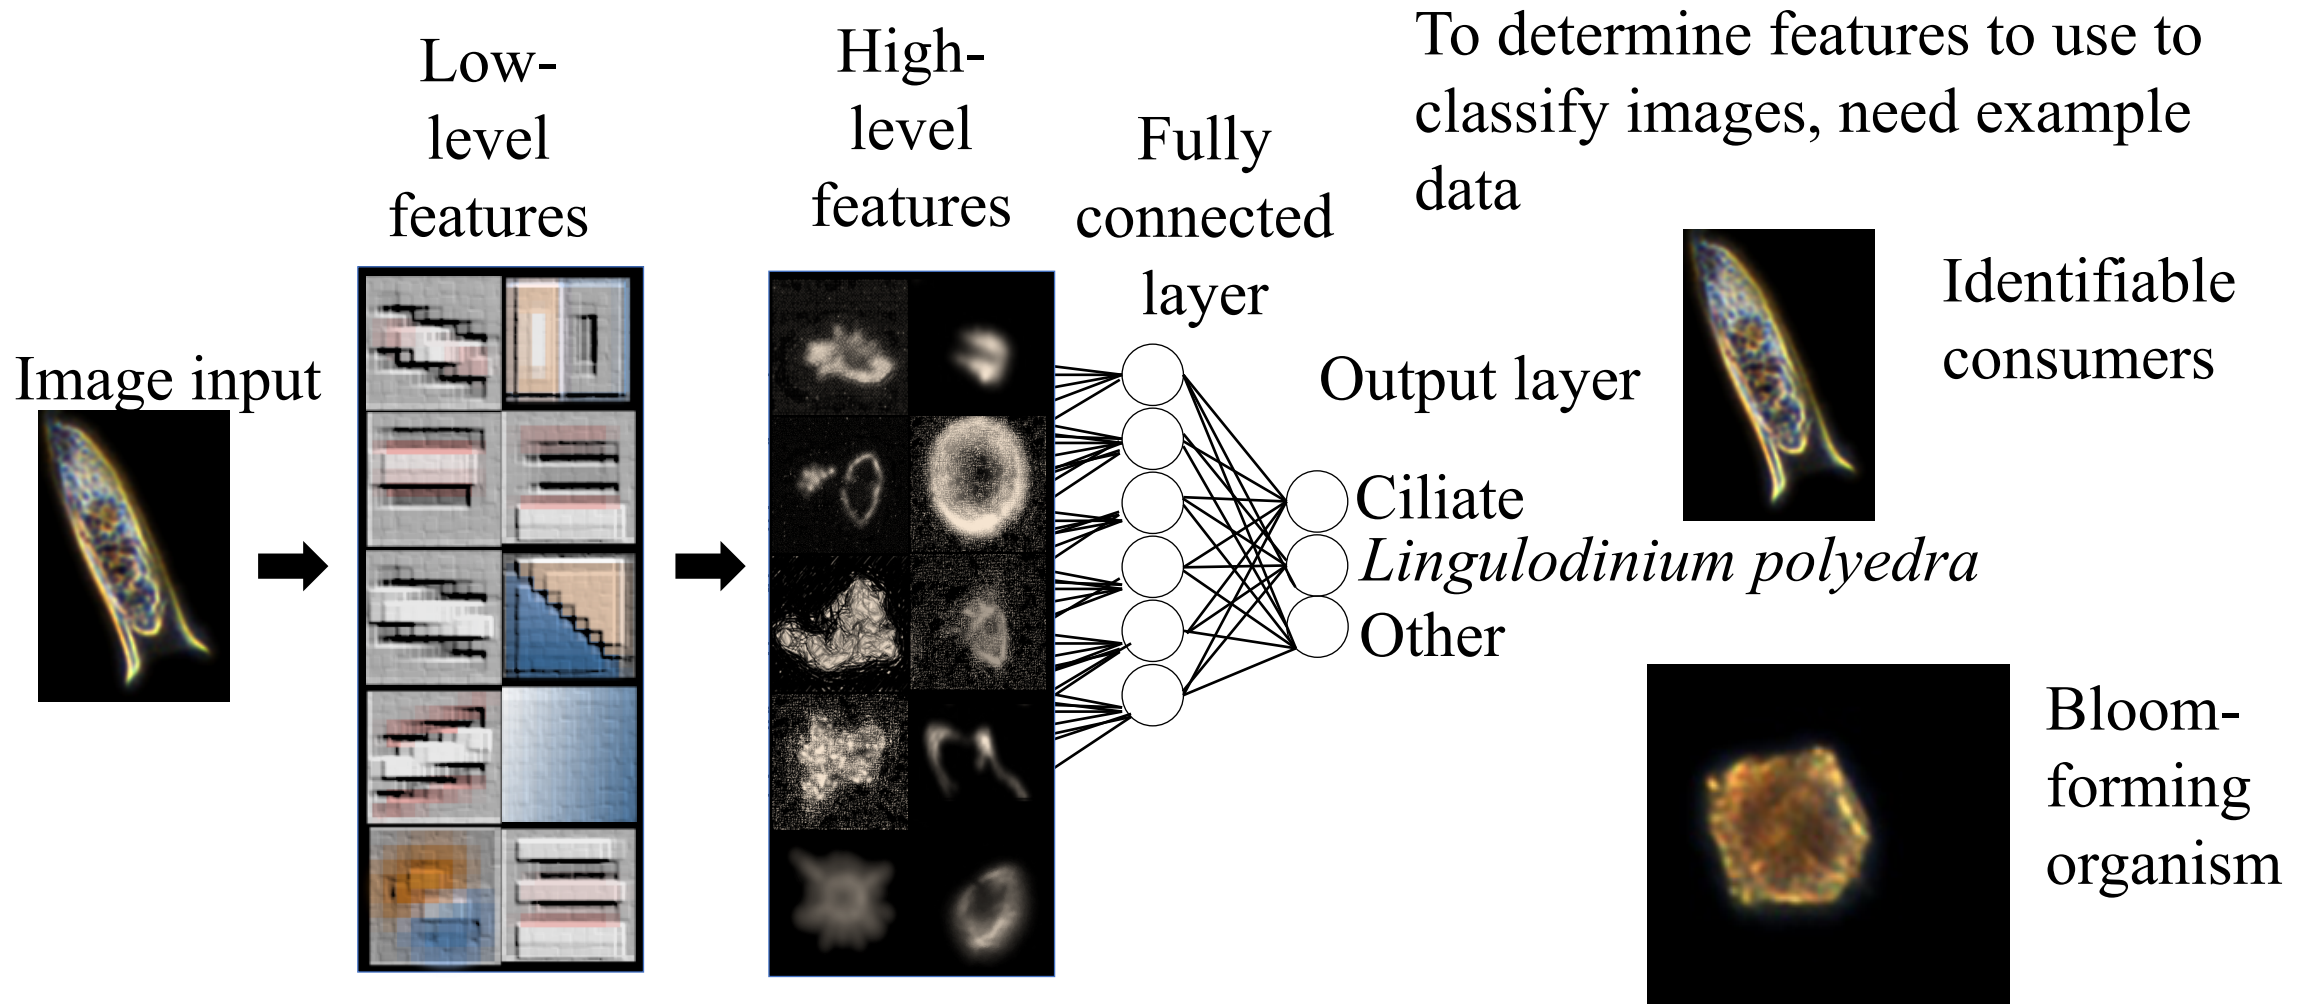 Image input
Low-
level
features
High-
level
features
Fully
connected
layer
Output layer
Ciliate
Lingulodinium polyedra
Other
To determine features to use to
classify images, need example
data
Identifiable
consumers
Bloom-
forming
organism